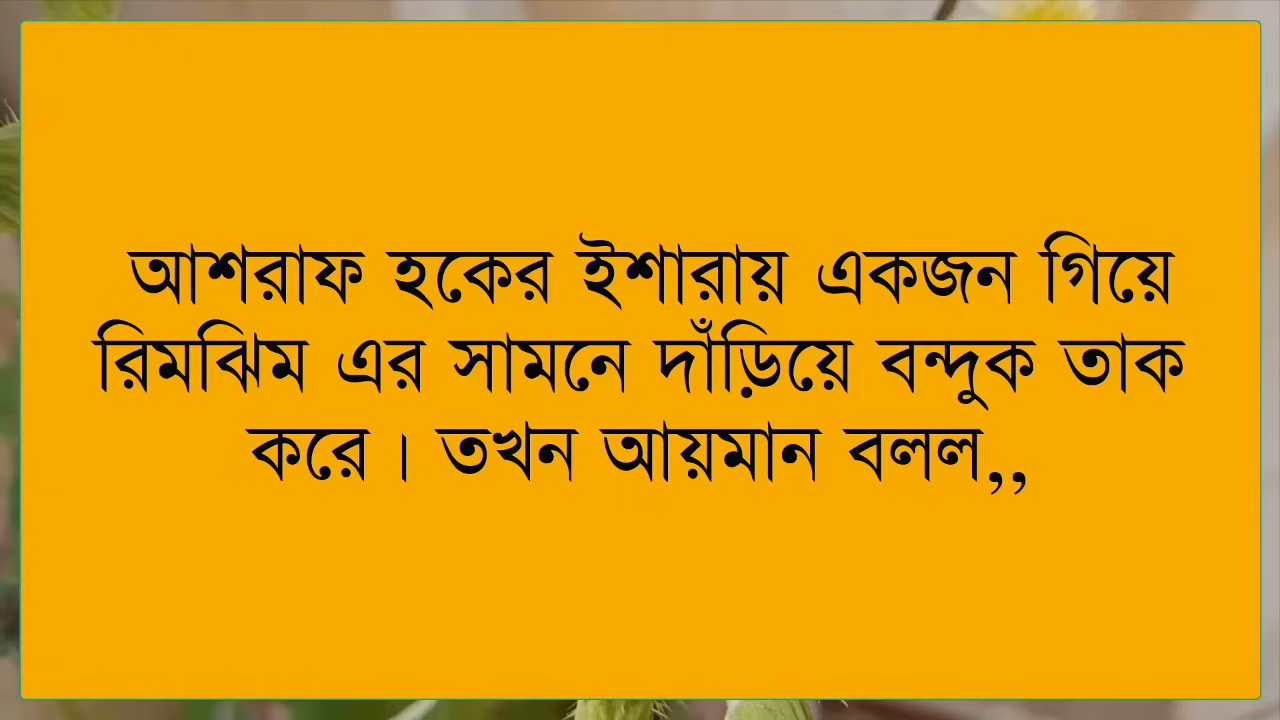 আশরাফ হকের ইশারায় একজন গিয়ে
রিমঝিম এর সামনে দাঁড়িয়ে বন্দুক তাক
করে। তখন আয়মান বলল,,